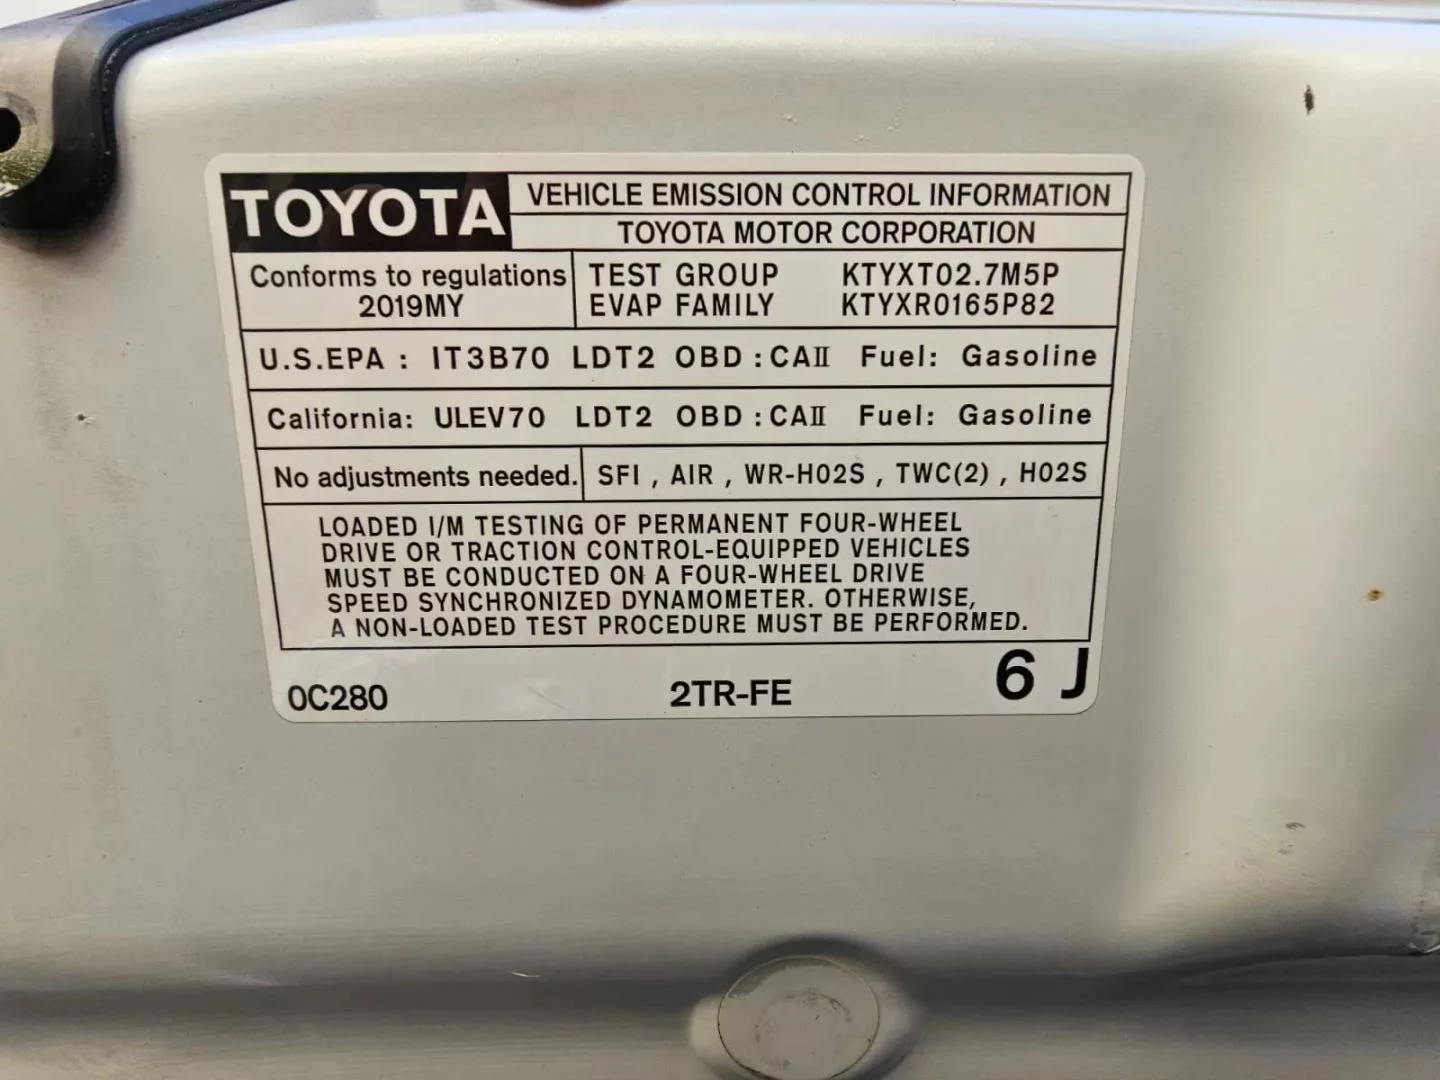 TOYOTA
VEHICLE EMISSION CONTROL INFORMATION
TOYOTA MOTOR CORPORATION
Conforms to regulations
2019MY
TEST GROUP KTYXT02.7M5P
EVAP FAMILY KTYXR0165P82
U.S.EPA : IT3B70 LDT2 OBD : CAII Fuel: Gasoline
California: ULEV70 LDT2 OBD : CAII Fuel: Gasoline
No adjustments needed.
SFI , AIR , WR-HO2S , TWC(2) , HO2S
LOADED I/M TESTING OF PERMANENT FOUR-WHEEL
DRIVE OR TRACTION CONTROL-EQUIPPED VEHICLES
MUST BE CONDUCTED ON A FOUR-WHEEL DRIVE
SPEED SYNCHRONIZED DYNAMOMETER. OTHERWISE,
A NON-LOADED TEST PROCEDURE MUST BE PERFORMED.
0C280 2TR-FE 6 J